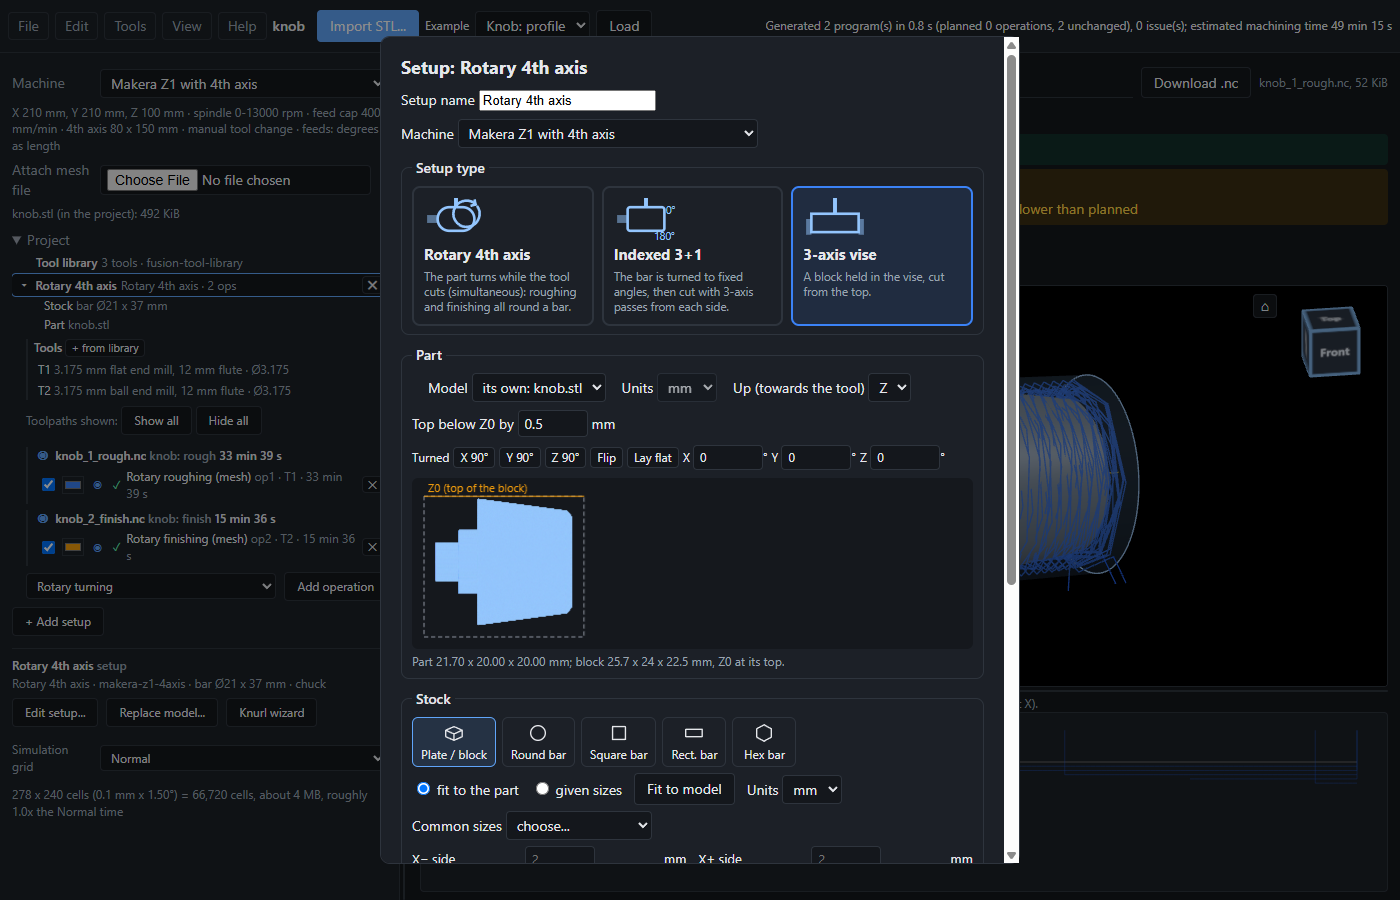 File Edit Tools View Help knob Import STL... Example Knob: profile Load Generated 2 program(s) in 0.8 s (planned 0 operations, 2 unchanged), 0 issue(s); estimated machining time 49 min 15 s
Machine Makera Z1 with 4th axis
X 210 mm, Y 210 mm, Z 100 mm · spindle 0-13000 rpm · feed cap 400
mm/min · 4th axis 80 x 150 mm · manual tool change · feeds: degrees
as length
Attach mesh
file
Choose File No file chosen
knob.stl (in the project): 492 KiB
Project
Tool library 3 tools · fusion-tool-library
Rotary 4th axis Rotary 4th axis · 2 ops
Stock bar Ø21 x 37 mm
Part knob.stl
Tools + from library
T1 3.175 mm flat end mill, 12 mm flute · Ø3.175
T2 3.175 mm ball end mill, 12 mm flute · Ø3.175
Toolpaths shown: Show all Hide all
knob_1_rough.nc knob: rough 33 min 39 s
Rotary roughing (mesh) op1 · T1 · 33 min
39 s
knob_2_finish.nc knob: finish 15 min 36 s
Rotary finishing (mesh) op2 · T2 · 15 min 36
s
Rotary turning Add operation
+ Add setup
Rotary 4th axis setup
Rotary 4th axis · makera-z1-4axis · bar Ø21 x 37 mm · chuck
Edit setup... Replace model... Knurl wizard
Simulation
grid
Normal
278 x 240 cells (0.1 mm x 1.50°) = 66,720 cells, about 4 MB, roughly
1.0x the Normal time
Setup: Rotary 4th axis
Setup name Rotary 4th axis
Machine Makera Z1 with 4th axis
Setup type
Rotary 4th axis
The part turns while the tool
cuts (simultaneous): roughing
and finishing all round a bar.
0°
180°
Indexed 3+1
The bar is turned to fixed
angles, then cut with 3-axis
passes from each side.
3-axis vise
A block held in the vise, cut
from the top.
Part
Model its own: knob.stl Units mm Up (towards the tool) Z
Top below Z0 by 0.5 mm
Turned X 90° Y 90° Z 90° Flip Lay flat X 0 ° Y 0 ° Z 0 °
Z0 (top of the block)
Part 21.70 x 20.00 x 20.00 mm; block 25.7 x 24 x 22.5 mm, Z0 at its top.
Stock
Plate / block Round bar Square bar Rect. bar Hex bar
fit to the part given sizes Fit to model Units mm
Common sizes choose...
X− side 2 mm X+ side 2 mm
Download .nc knob_1_rough.nc, 52 KiB
lower than planned
Top
Front
X).